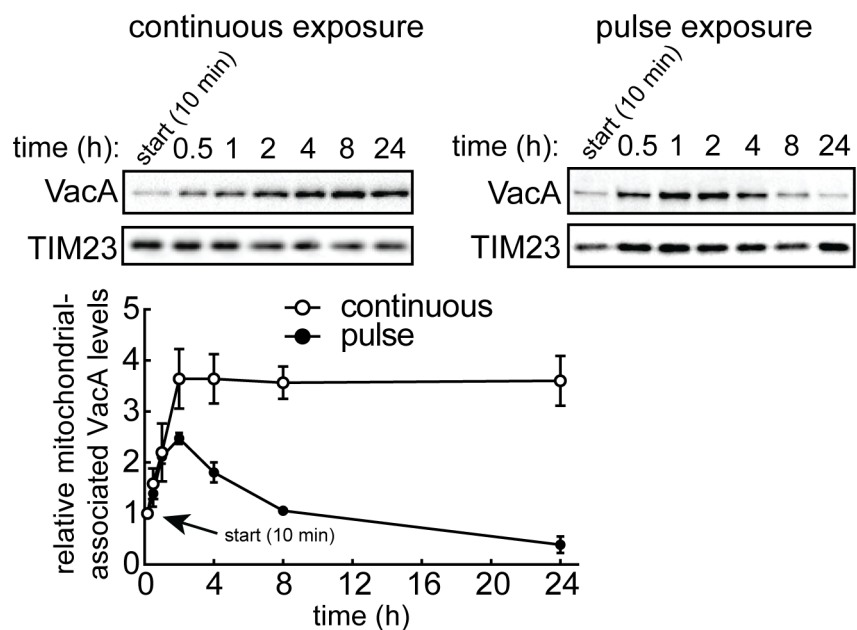 continuous exposure
start (10 min)
time (h): 0.5 1 2 4 8 24
VacA
TIM23
pulse exposure
start (10 min)
time (h): 0.5 1 2 4 8 24
VacA
TIM23
continuous
pulse
relative mitochondrial-
associated VacA levels
5
4
3
2
1
0
start (10 min)
0 4 8 12 16 20 24
time (h)